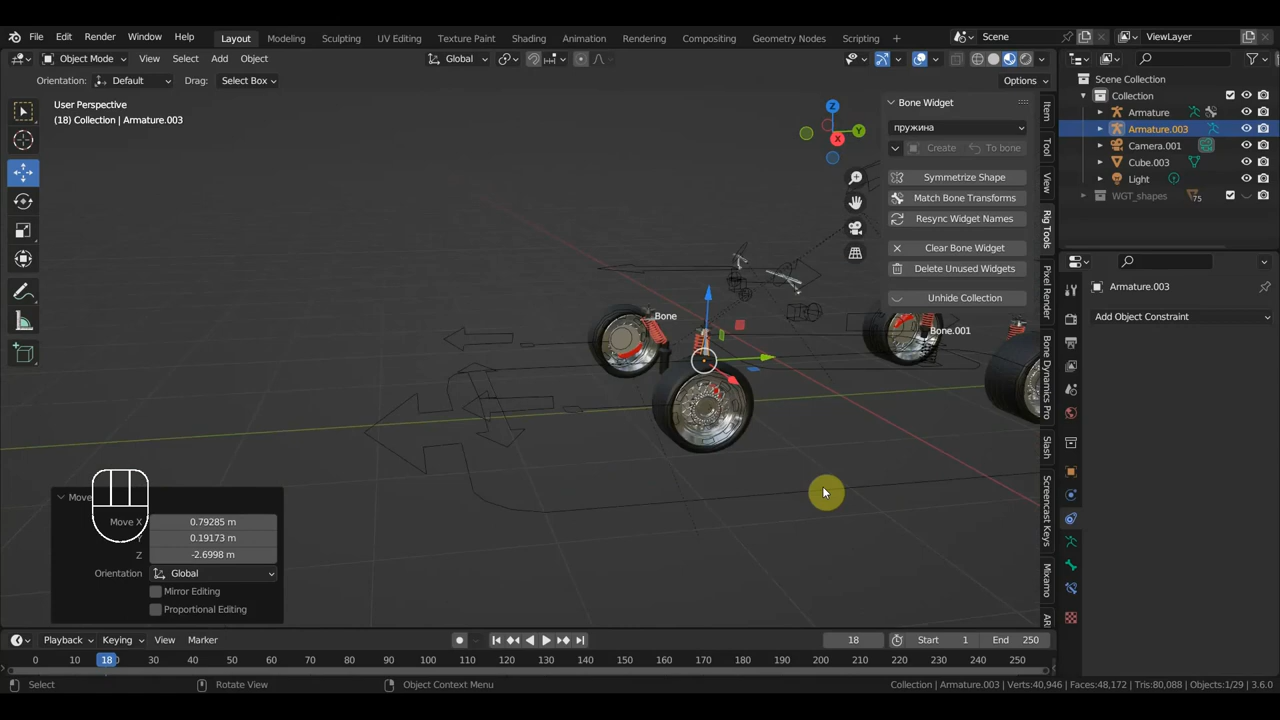 File Edit Render Window Help Layout Modeling Sculpting UV Editing Texture Paint Shading Animation Rendering Compositing Geometry Nodes Scripting + Scene ViewLayer
Object Mode View Select Add Object Global
Orientation: Default Drag: Select Box Options
User Perspective
(18) Collection | Armature.003
Z
Y
X
Bone
Bone.001
Bone Widget
пружина
Create To bone
Symmetrize Shape
Match Bone Transforms
Resync Widget Names
Clear Bone Widget
Delete Unused Widgets
Unhide Collection
Item
Tool
View
Rig Tools
Pixel Render
Bone Dynamics Pro
Slash
Screencast Keys
Mixamo
AR
Scene Collection
Collection
Armature
Armature.003
Camera.001
Cube.003
Light
WGT_shapes 75
Armature.003
Add Object Constraint
Move
Move X 0.79285 m
Y 0.19173 m
Z -2.6998 m
Orientation Global
Mirror Editing
Proportional Editing
Playback Keying View Marker 18 Start 1 End 250
0 10 18 30 40 50 60 70 80 90 100 110 120 130 140 150 160 170 180 190 200 210 220 230 240 250
Select Rotate View Object Context Menu Collection | Armature.003 | Verts:40,946 | Faces:48,172 | Tris:80,088 | Objects:1/29 | 3.6.0